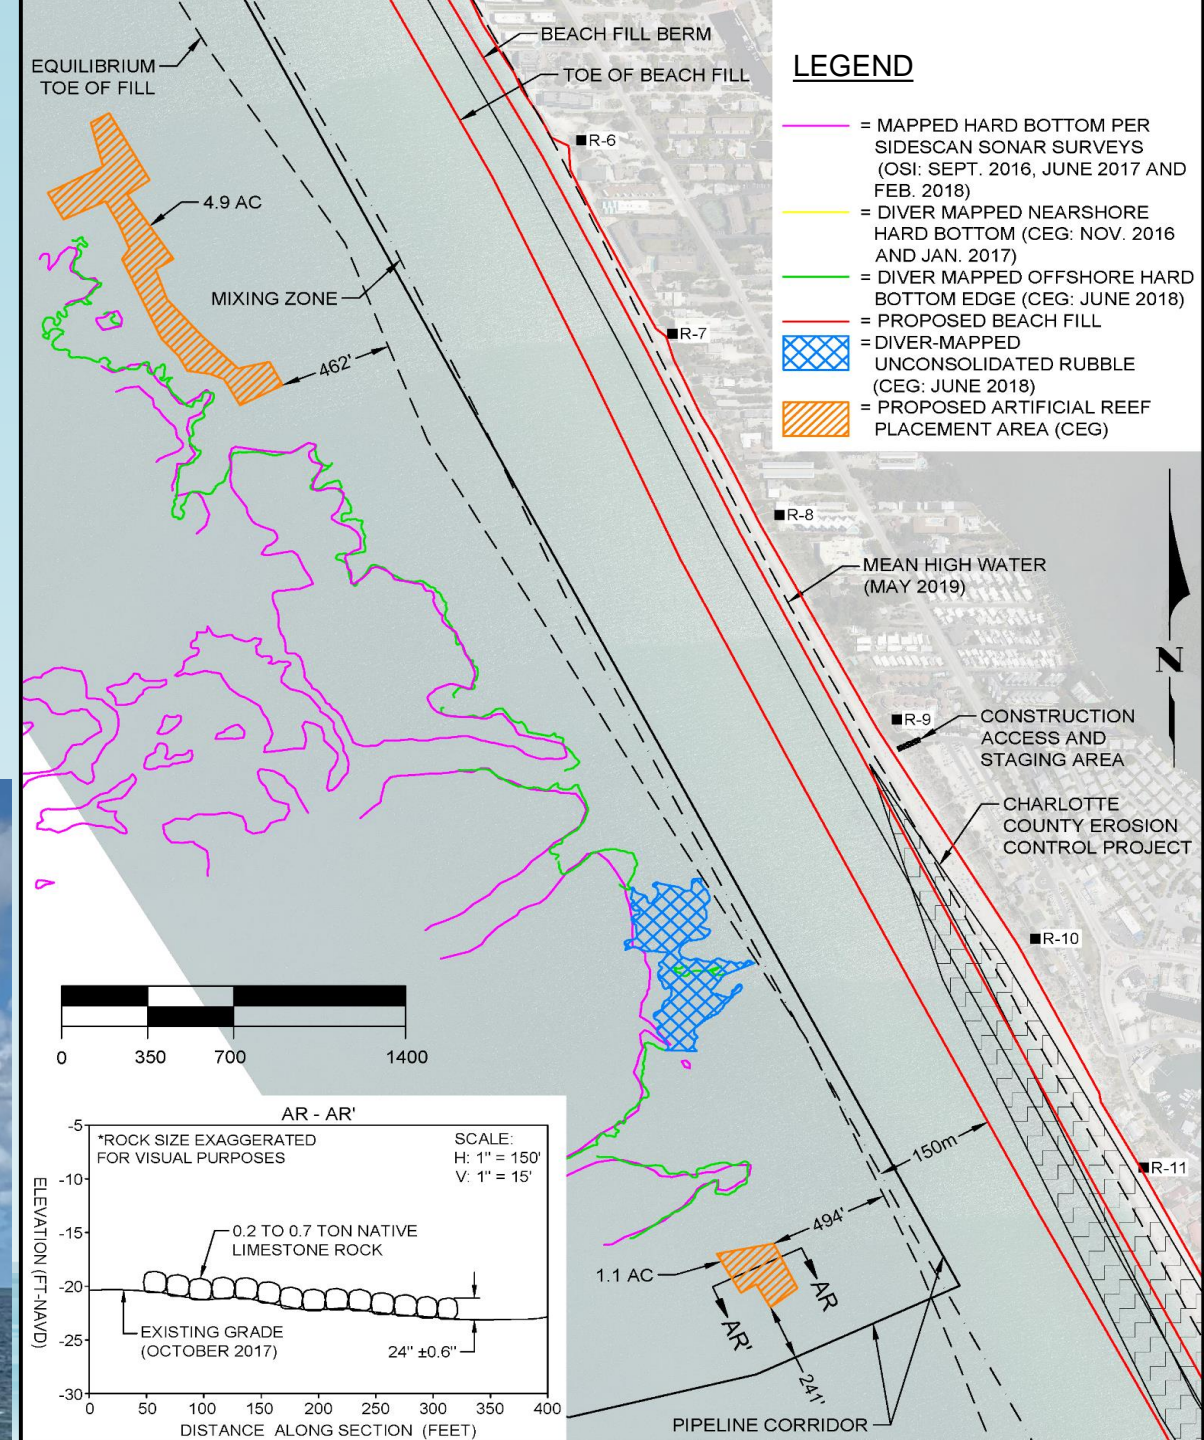 EQUILIBRIUM
TOE OF FILL
BEACH FILL BERM
TOE OF BEACH FILL
R-6
4.9 AC
MIXING ZONE
462'
R-7
LEGEND
= MAPPED HARD BOTTOM PER
SIDESCAN SONAR SURVEYS
(OSI: SEPT. 2016, JUNE 2017 AND
FEB. 2018)
= DIVER MAPPED NEARSHORE
HARD BOTTOM (CEG: NOV. 2016
AND JAN. 2017)
= DIVER MAPPED OFFSHORE HARD
BOTTOM EDGE (CEG: JUNE 2018)
= PROPOSED BEACH FILL
= DIVER-MAPPED
UNCONSOLIDATED RUBBLE
(CEG: JUNE 2018)
= PROPOSED ARTIFICIAL REEF
PLACEMENT AREA (CEG)
R-8
MEAN HIGH WATER
(MAY 2019)
N
R-9
CONSTRUCTION
ACCESS AND
STAGING AREA
CHARLOTTE
COUNTY EROSION
CONTROL PROJECT
R-10
0 350 700 1400
150m
R-11
494'
1.1 AC
AR
AR'
241'
PIPELINE CORRIDOR
AR - AR'
*ROCK SIZE EXAGGERATED
FOR VISUAL PURPOSES
SCALE:
H: 1" = 150'
V: 1" = 15'
ELEVATION (FT-NAVD)
-5
-10
-15
-20
-25
-30
0.2 TO 0.7 TON NATIVE
LIMESTONE ROCK
EXISTING GRADE
(OCTOBER 2017)
24" ±0.6"
0 50 100 150 200 250 300 350 400
DISTANCE ALONG SECTION (FEET)